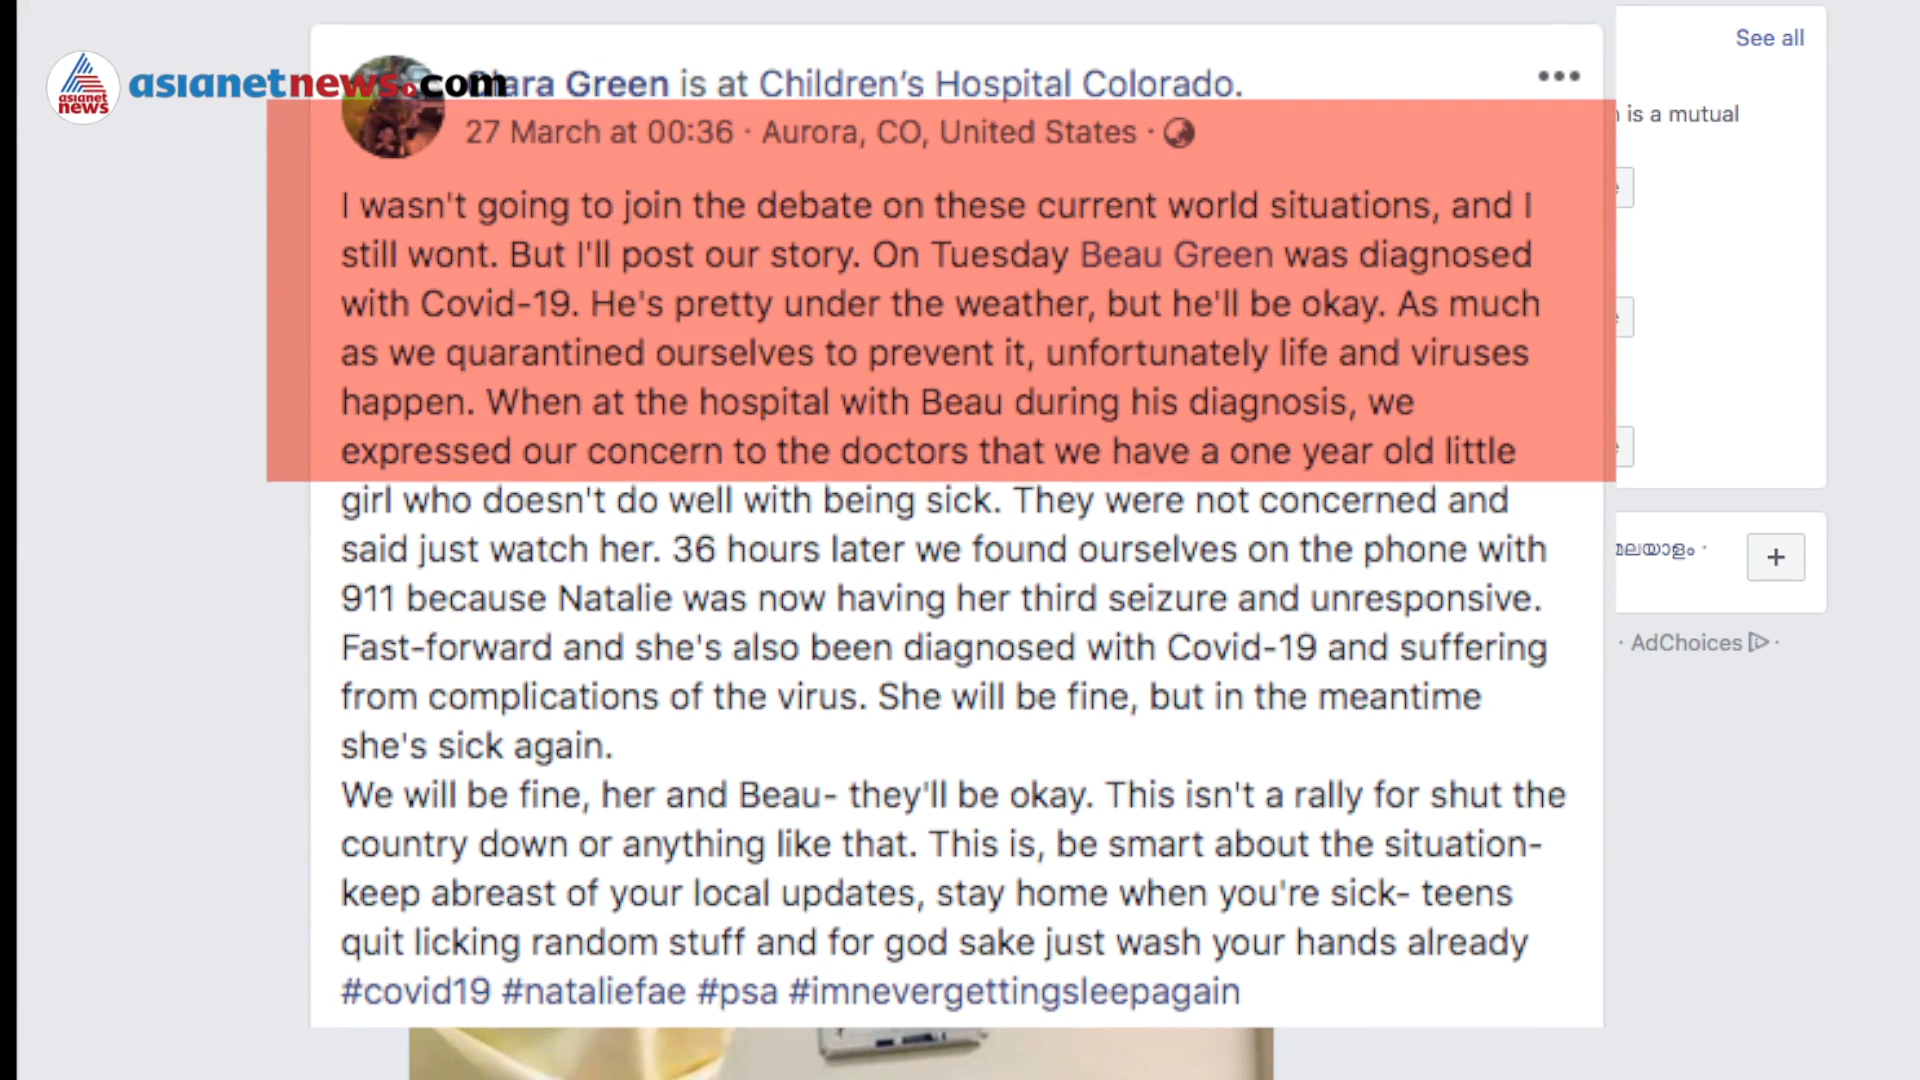 asianet news
asianetnews.com
lara Green is at Children's Hospital Colorado.
27 March at 00:36 · Aurora, CO, United States ·
I wasn't going to join the debate on these current world situations, and I
still wont. But I'll post our story. On Tuesday Beau Green was diagnosed
with Covid-19. He's pretty under the weather, but he'll be okay. As much
as we quarantined ourselves to prevent it, unfortunately life and viruses
happen. When at the hospital with Beau during his diagnosis, we
expressed our concern to the doctors that we have a one year old little
girl who doesn't do well with being sick. They were not concerned and
said just watch her. 36 hours later we found ourselves on the phone with
911 because Natalie was now having her third seizure and unresponsive.
Fast-forward and she's also been diagnosed with Covid-19 and suffering
from complications of the virus. She will be fine, but in the meantime
she's sick again.
We will be fine, her and Beau- they'll be okay. This isn't a rally for shut the
country down or anything like that. This is, be smart about the situation-
keep abreast of your local updates, stay home when you're sick- teens
quit licking random stuff and for god sake just wash your hands already
#covid19 #nataliefae #psa #imnevergettingsleepagain
See all
is a mutual
മലയാളം ·
+
· AdChoices ·